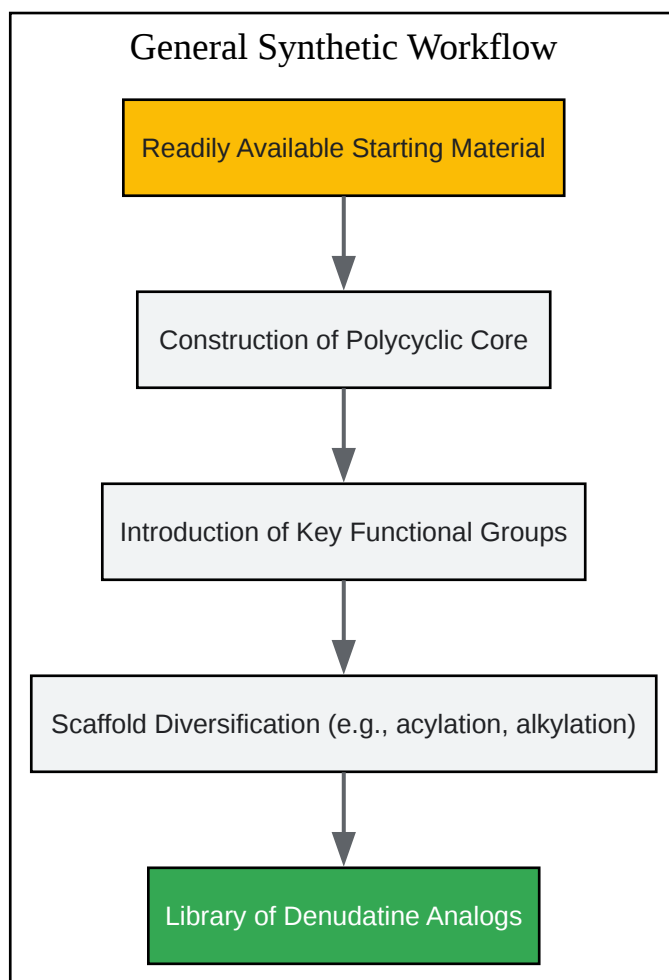 General Synthetic Workflow
Readily Available Starting Material
Construction of Polycyclic Core
Introduction of Key Functional Groups
Scaffold Diversification (e.g., acylation, alkylation)
Library of Denudatine Analogs